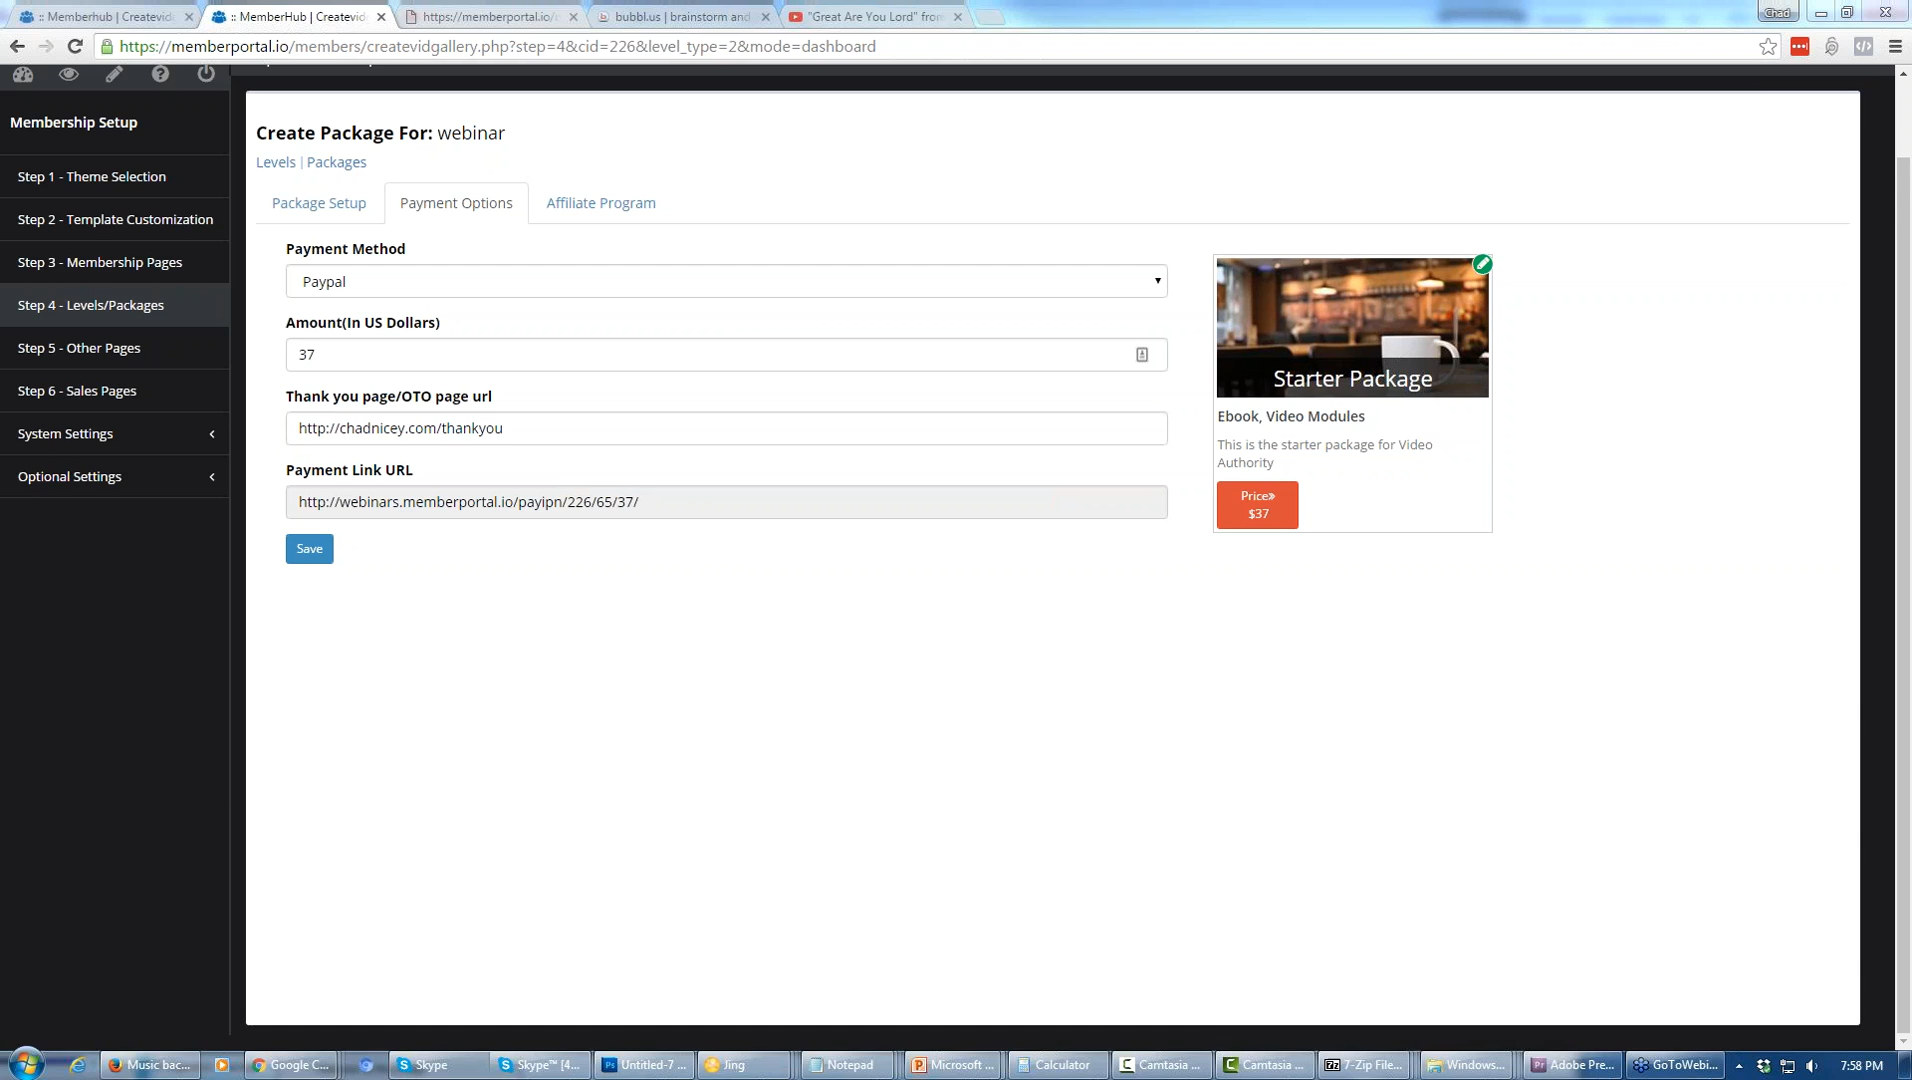 :: Memberhub | Createvid
:: MemberHub | Createvid
https://memberportal.io/
bubbl.us | brainstorm and
"Great Are You Lord" from
Chad
https://memberportal.io/members/createvidgallery.php?step=4&cid=226&level_type=2&mode=dashboard
Membership Setup
Step 1 - Theme Selection
Step 2 - Template Customization
Step 3 - Membership Pages
Step 4 - Levels/Packages
Step 5 - Other Pages
Step 6 - Sales Pages
System Settings
Optional Settings
Create Package For: webinar
Levels | Packages
Package Setup
Payment Options
Affiliate Program
Payment Method
Paypal
Amount(In US Dollars)
37
Thank you page/OTO page url
http://chadnicey.com/thankyou
Payment Link URL
http://webinars.memberportal.io/payipn/226/65/37/
Save
Starter Package
Ebook, Video Modules
This is the starter package for Video
Authority
Price»
$37
Music bac...
Google C...
Skype
Skype™ [4...
Untitled-7 ...
Jing
Notepad
Microsoft ...
Calculator
Camtasia ...
Camtasia ...
7-Zip File...
Windows...
Adobe Pre...
GoToWebi...
7:58 PM